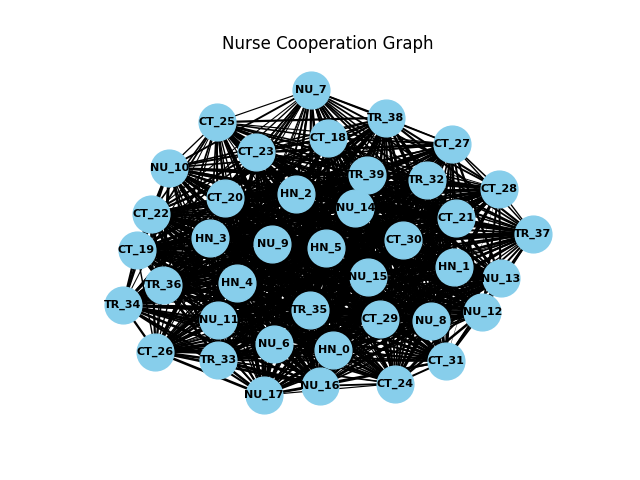 Nurse Cooperation Graph
NU_7
TR_38
CT_25
CT_18
CT_27
CT_23
NU_10
TR_39
TR_32
CT_28
HN_2
CT_20
NU_14
CT_22
CT_21
TR_37
HN_3
CT_30
NU_9
HN_5
CT_19
HN_1
NU_15
NU_13
HN_4
TR_36
TR_34
TR_35
NU_12
CT_29
NU_11
NU_8
NU_6
HN_0
CT_26
TR_33
CT_31
CT_24
NU_16
NU_17